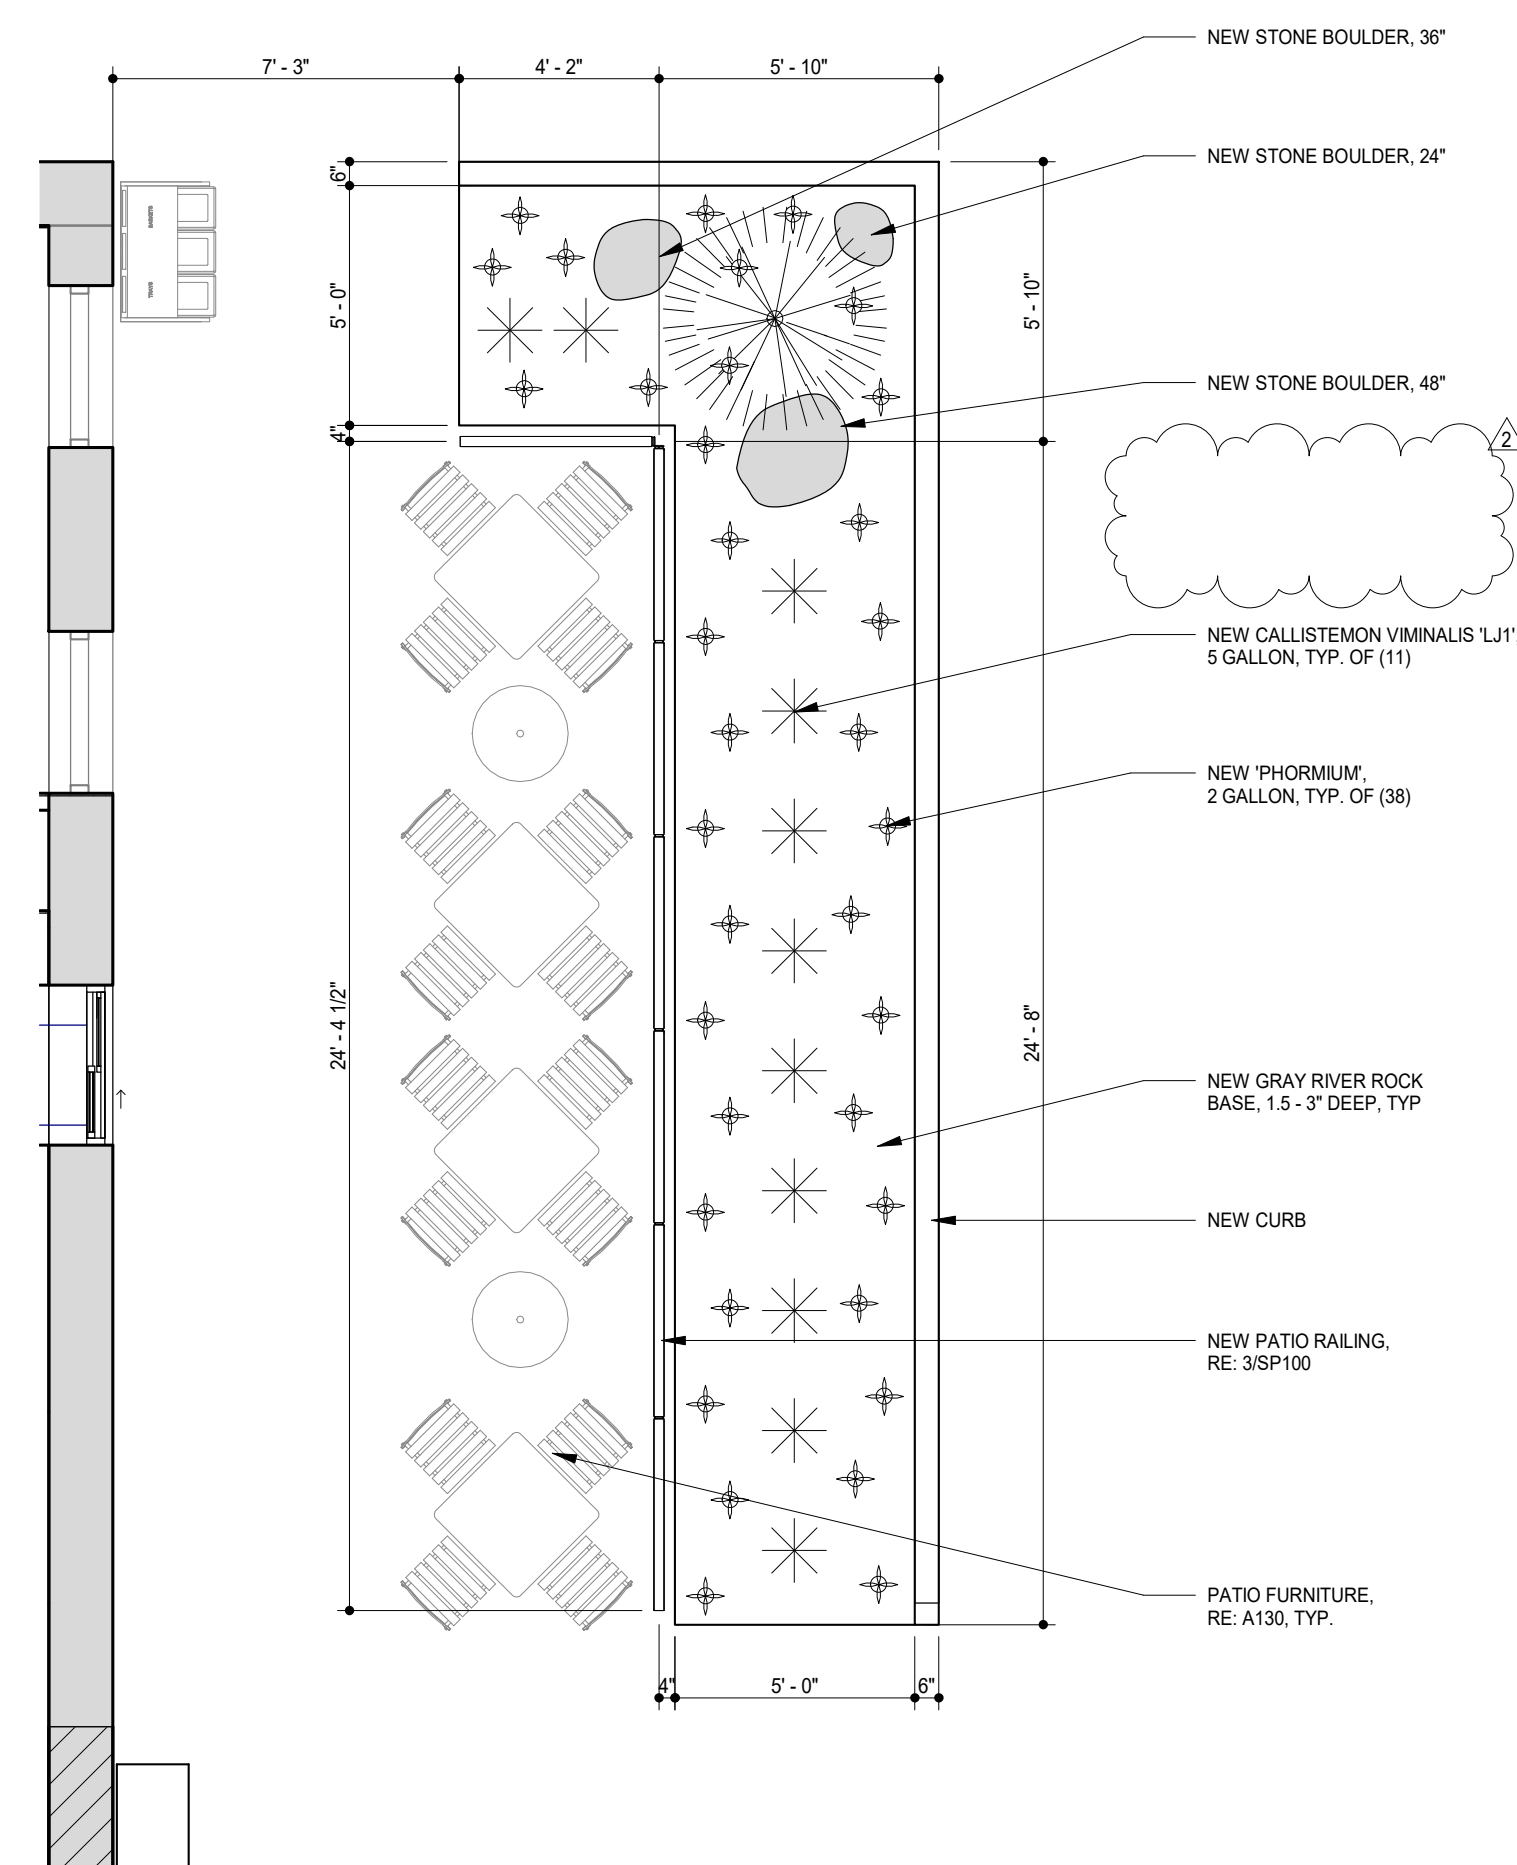 NEW STONE BOULDER, 36"
7' - 3"
4' - 2"
5' - 10"
NEW STONE BOULDER, 24"
6"
BASKETS
TRAYS
5' - 0"
5' - 10"
NEW STONE BOULDER, 48"
4"
2
NEW CALLISTEMON VIMINALIS 'LJ1',
5 GALLON, TYP. OF (11)
NEW 'PHORMIUM',
2 GALLON, TYP. OF (38)
24' - 4 1/2"
24' - 8"
NEW GRAY RIVER ROCK
BASE, 1.5 - 3" DEEP, TYP
NEW CURB
NEW PATIO RAILING,
RE: 3/SP100
PATIO FURNITURE,
RE: A130, TYP.
4"
5' - 0"
6"